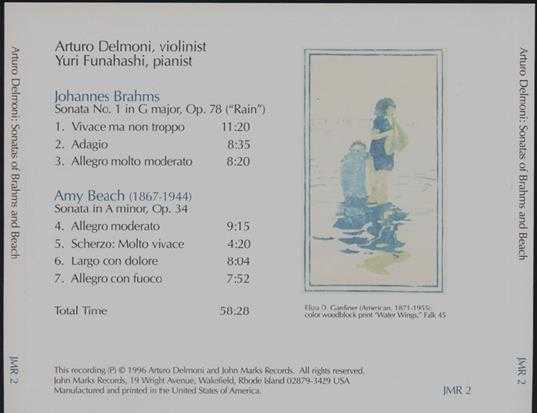 Arturo Delmoni: Sonatas of Brahms and Beach
JMR 2
Arturo Delmoni, violinist
Yuri Funahashi, pianist
Johannes Brahms
Sonata No. 1 in G major, Op. 78 (“Rain”)
1. Vivace ma non troppo 11:20
2. Adagio 8:35
3. Allegro molto moderato 8:20
Amy Beach (1867-1944)
Sonata in A minor, Op. 34
4. Allegro moderato 9:15
5. Scherzo: Molto vivace 4:20
6. Largo con dolore 8:04
7. Allegro con fuoco 7:52
Total Time 58:28
Eliza D. Gardiner (American, 1871-1955)
color woodblock print “Water Wings,” Falk 45
This recording (P) © 1996 Arturo Delmoni and John Marks Records. All rights reserved.
John Marks Records, 19 Wright Avenue, Wakefield, Rhode Island 02879-3429 USA
Manufactured and printed in the United States of America.
JMR 2
Arturo Delmoni: Sonatas of Brahms and Beach
JMR 2